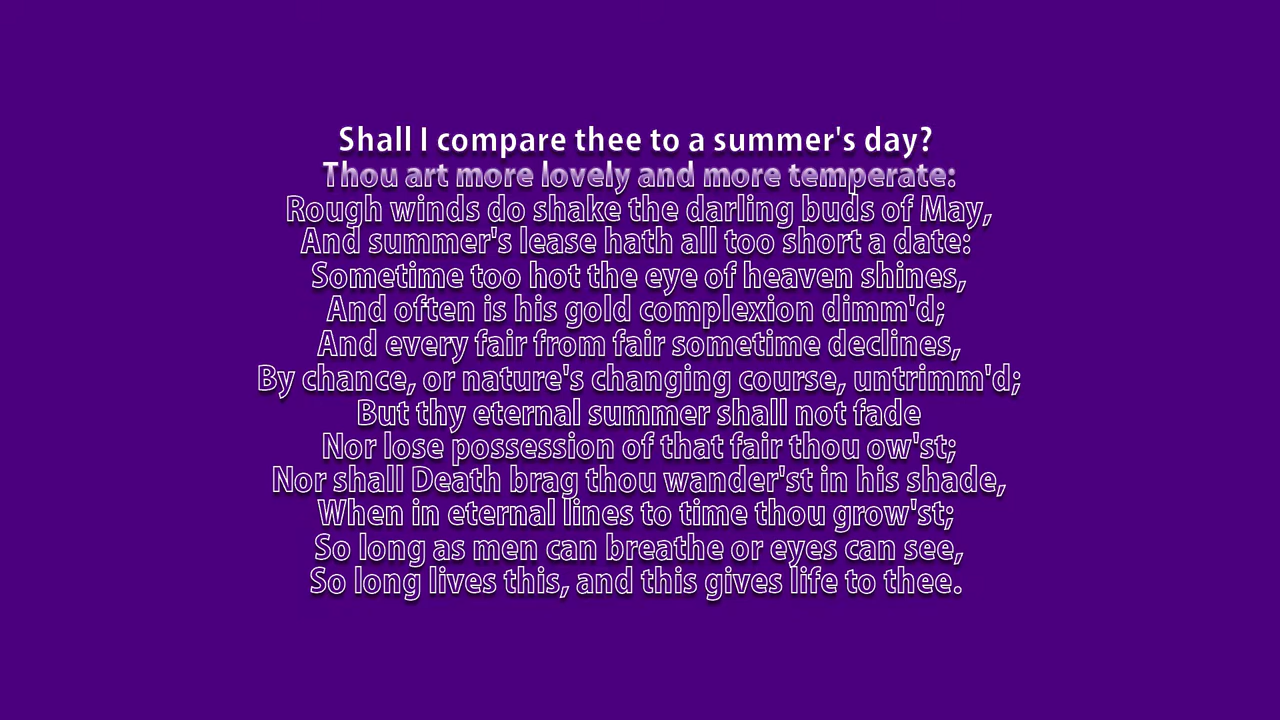 Shall I compare thee to a summer's day?
Thou art more lovely and more temperate:
Rough winds do shake the darling buds of May,
And summer's lease hath all too short a date:
Sometime too hot the eye of heaven shines,
And often is his gold complexion dimm'd;
And every fair from fair sometime declines,
By chance, or nature's changing course, untrimm'd;
But thy eternal summer shall not fade
Nor lose possession of that fair thou ow'st;
Nor shall Death brag thou wander'st in his shade,
When in eternal lines to time thou grow'st;
So long as men can breathe or eyes can see,
So long lives this, and this gives life to thee.